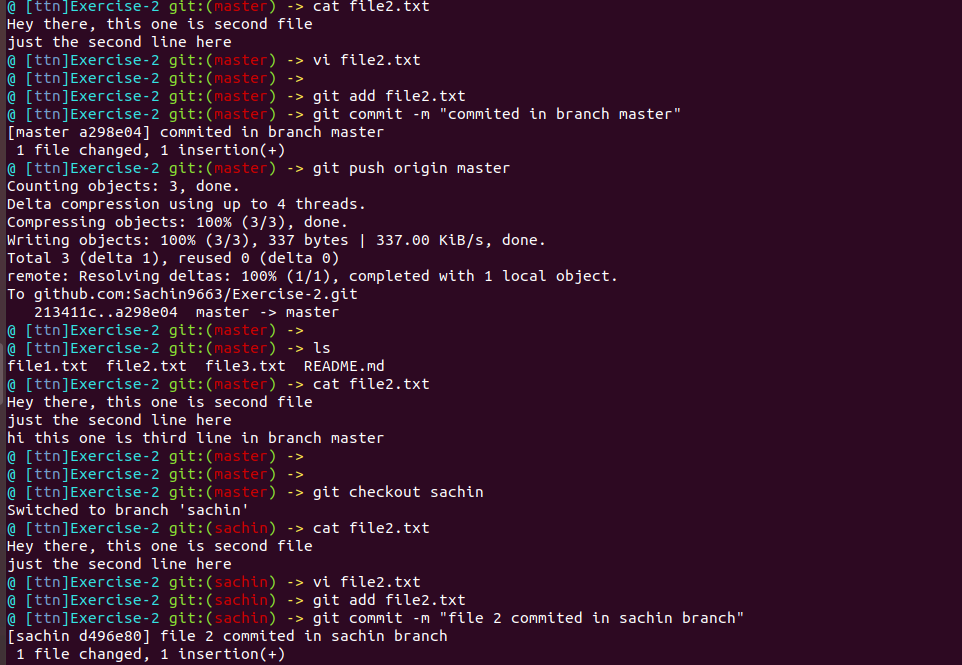 @ [ttn]Exercise-2 git:(master) -> cat file2.txt
Hey there, this one is second file
just the second line here
@ [ttn]Exercise-2 git:(master) -> vi file2.txt
@ [ttn]Exercise-2 git:(master) ->
@ [ttn]Exercise-2 git:(master) -> git add file2.txt
@ [ttn]Exercise-2 git:(master) -> git commit -m "commited in branch master"
[master a298e04] commited in branch master
 1 file changed, 1 insertion(+)
@ [ttn]Exercise-2 git:(master) -> git push origin master
Counting objects: 3, done.
Delta compression using up to 4 threads.
Compressing objects: 100% (3/3), done.
Writing objects: 100% (3/3), 337 bytes | 337.00 KiB/s, done.
Total 3 (delta 1), reused 0 (delta 0)
remote: Resolving deltas: 100% (1/1), completed with 1 local object.
To github.com:Sachin9663/Exercise-2.git
   213411c..a298e04  master -> master
@ [ttn]Exercise-2 git:(master) ->
@ [ttn]Exercise-2 git:(master) -> ls
file1.txt  file2.txt  file3.txt  README.md
@ [ttn]Exercise-2 git:(master) -> cat file2.txt
Hey there, this one is second file
just the second line here
hi this one is third line in branch master
@ [ttn]Exercise-2 git:(master) ->
@ [ttn]Exercise-2 git:(master) ->
@ [ttn]Exercise-2 git:(master) -> git checkout sachin
Switched to branch 'sachin'
@ [ttn]Exercise-2 git:(sachin) -> cat file2.txt
Hey there, this one is second file
just the second line here
@ [ttn]Exercise-2 git:(sachin) -> vi file2.txt
@ [ttn]Exercise-2 git:(sachin) -> git add file2.txt
@ [ttn]Exercise-2 git:(sachin) -> git commit -m "file 2 commited in sachin branch"
[sachin d496e80] file 2 commited in sachin branch
 1 file changed, 1 insertion(+)